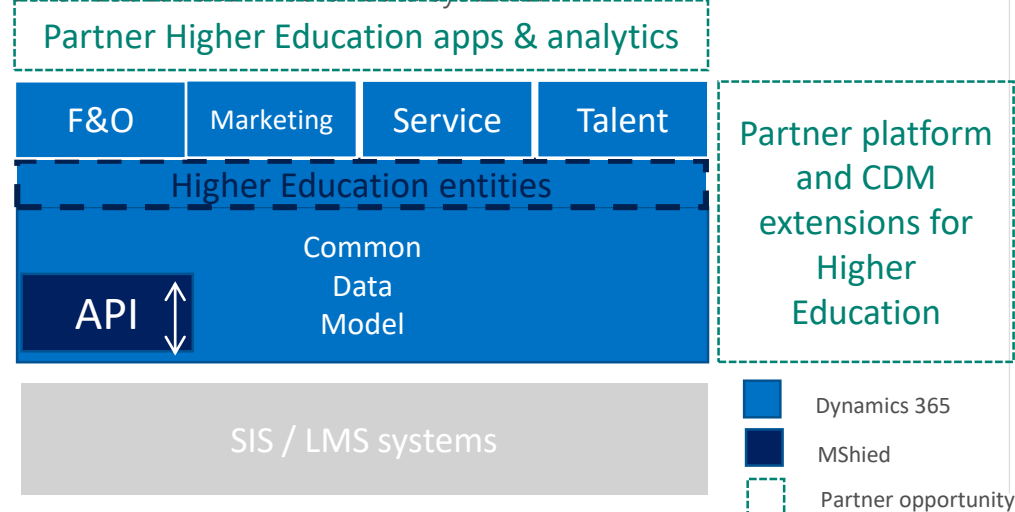 Partner Higher Education apps & analytics
F&O
Marketing
Service
Talent
Higher Education entities
Common
Data
Model
API
SIS / LMS systems
Partner platform
and CDM
extensions for
Higher
Education
Dynamics 365
MShied
Partner opportunity